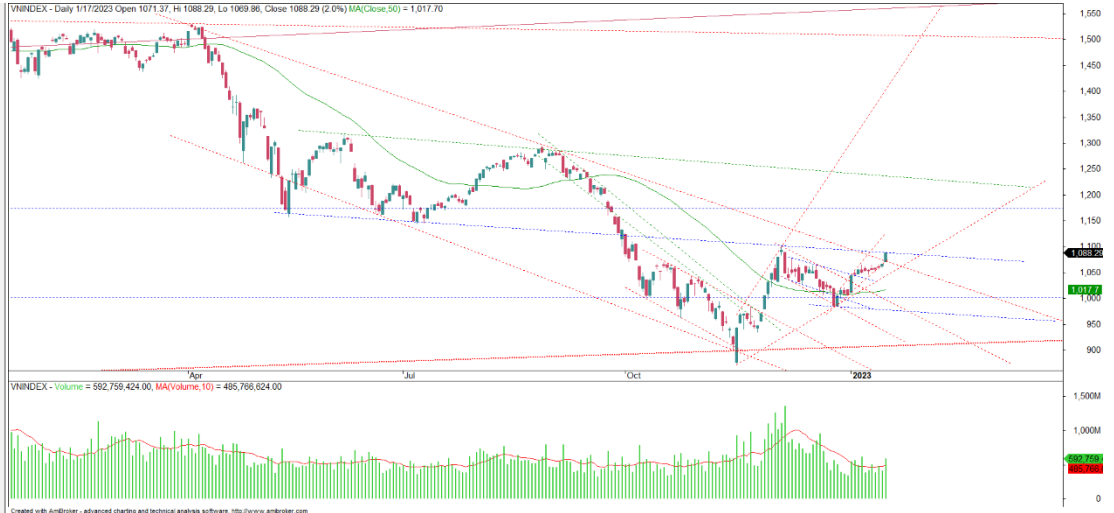 VNINDEX - Daily 1/17/2023 Open 1071.37, Hi 1088.29, Lo 1069.86, Close 1088.29 (2.0%) MA(Close,50) = 1,017.70
1,550
1,500
1,450
1,400
1,350
1,300
1,250
1,200
1,150
1,100
1,088.29
1,050
1,017.7
1,000
950
900
Apr
Jul
Oct
2023
VNINDEX - Volume = 592,759,424.00, MA(Volume,10) = 485,766,624.00
1,500M
1,000M
592,759,4
485,766,6
0
Created with AmiBroker - advanced charting and technical analysis software. http://www.amibroker.com